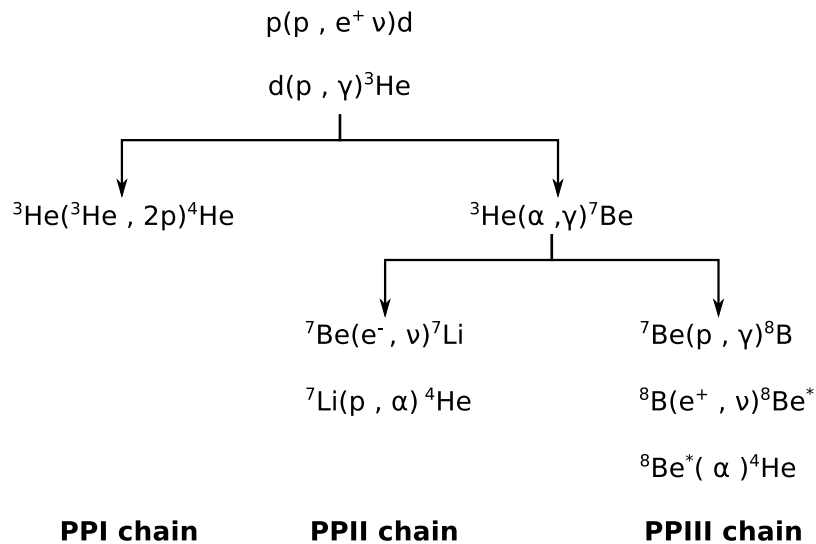 p(p , e⁺ ν)d
d(p , γ)³He
³He(³He , 2p)⁴He
³He(α ,γ)⁷Be
⁷Be(e⁻ , ν)⁷Li
⁷Be(p , γ)⁸B
⁷Li(p , α) ⁴He
⁸B(e⁺ , ν)⁸Be*
⁸Be*( α )⁴He
PPI chain
PPII chain
PPIII chain